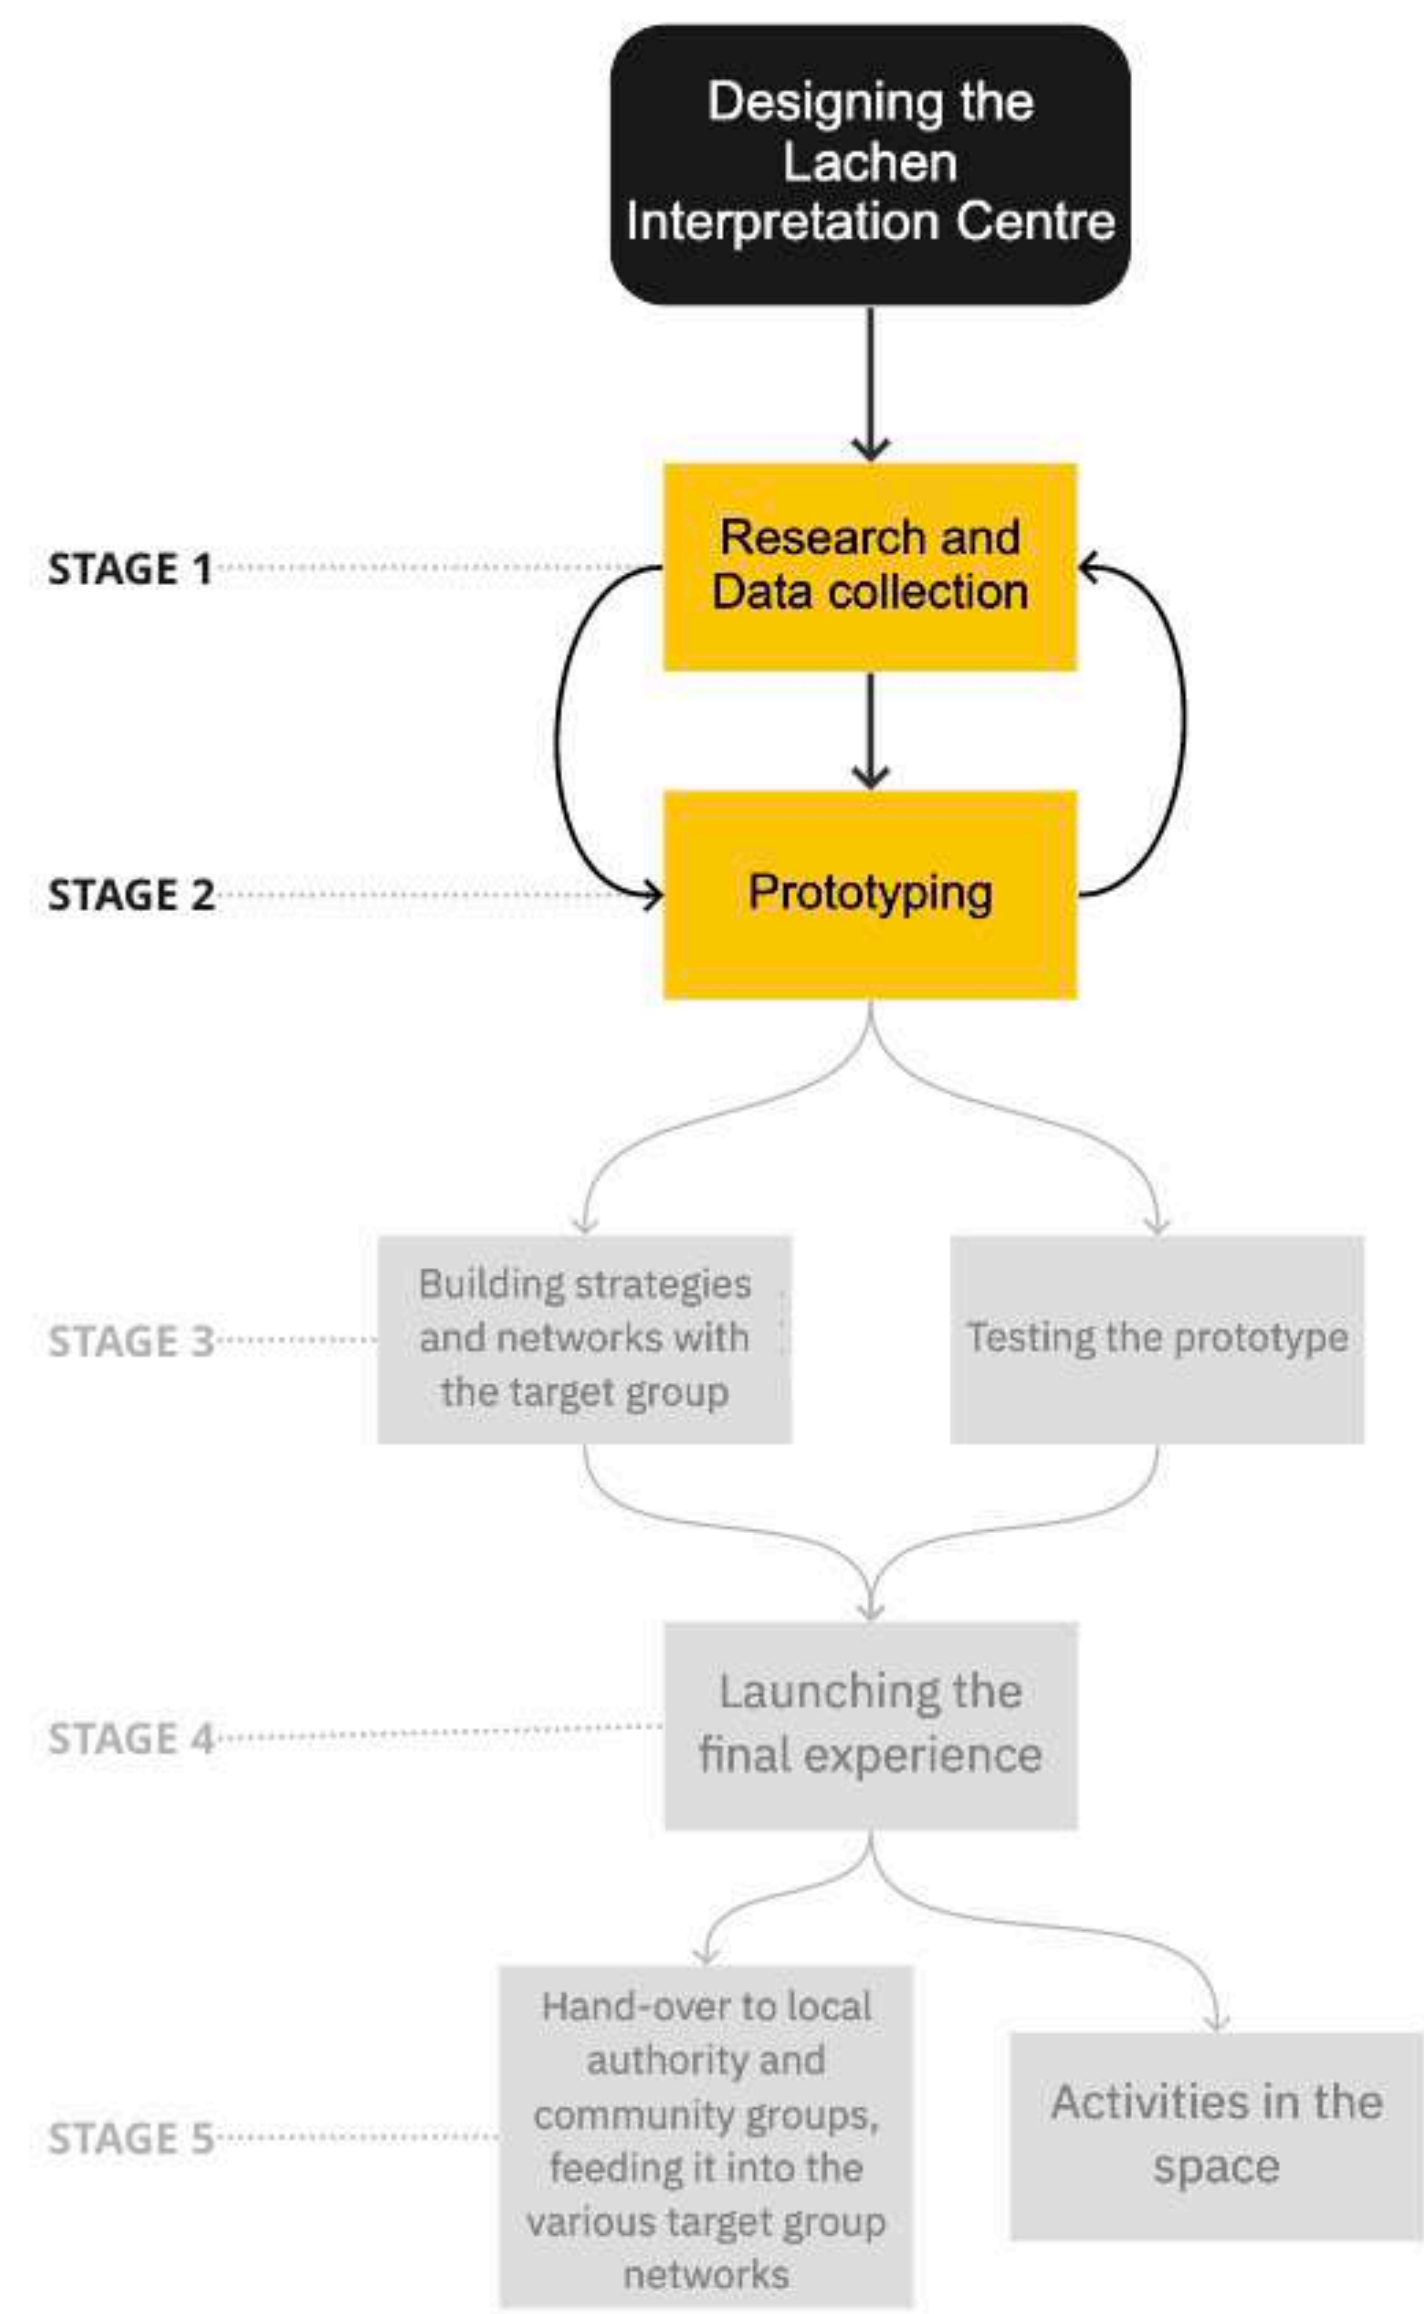 Designing the
Lachen
Interpretation Centre
STAGE 1
Research and
Data collection
STAGE 2
Prototyping
STAGE 3
Building strategies
and networks with
the target group
Testing the prototype
STAGE 4
Launching the
final experience
STAGE 5
Hand-over to local
authority and
community groups,
feeding it into the
various target group
networks
Activities in the
space